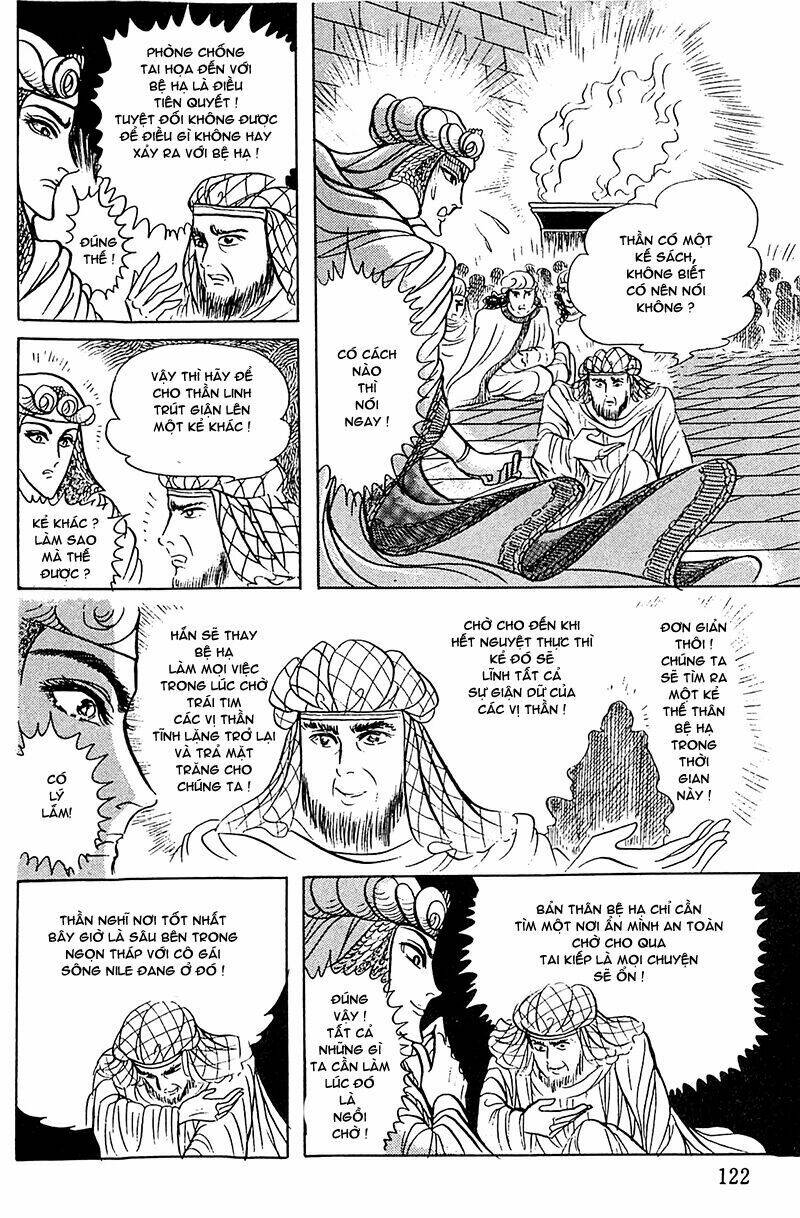 PHÒNG CHỐNG
TAI HỌA ĐẾN VỚI
BỆ HẠ LÀ ĐIỀU
TIÊN QUYẾT !
TUYỆT ĐỐI KHÔNG ĐƯỢC
ĐỂ ĐIỀU GÌ KHÔNG HAY
XẢY RA VỚI BỆ HẠ !
ĐÚNG
THẾ !
THẦN CÓ MỘT
KẾ SÁCH,
KHÔNG BIẾT
CÓ NÊN NÓI
KHÔNG ?
CÓ CÁCH
NÀO
THÌ
NÓI
NGAY !
VẬY THÌ HÃY ĐỂ
CHO THẦN LINH
TRÚT GIẬN LÊN
MỘT KẺ KHÁC !
KẺ KHÁC ?
LÀM SAO
MÀ THẾ
ĐƯỢC ?
ĐƠN GIẢN
THÔI !
CHÚNG TA
SẼ TÌM RA
MỘT KẺ
THẾ THÂN
BỆ HẠ
TRONG
THỜI
GIAN
NÀY !
CHỜ CHO ĐẾN KHI
HẾT NGUYỆT THỰC THÌ
KẺ ĐÓ SẼ
LĨNH TẤT CẢ
SỰ GIẬN DỮ CỦA
CÁC VỊ THẦN !
HẮN SẼ THAY
BỆ HẠ
LÀM MỌI VIỆC
TRONG LÚC CHỜ
TRÁI TIM
CÁC VỊ THẦN
TĨNH LẶNG TRỞ LẠI
VÀ TRẢ MẶT
TRĂNG CHO
CHÚNG TA !
CÓ
LÝ
LẮM!
BẢN THÂN BỆ HẠ CHỈ CẦN
TÌM MỘT NƠI ẨN MÌNH AN TOÀN
CHỜ CHO QUA
TAI KIẾP LÀ MỌI CHUYỆN
SẼ ỔN !
ĐÚNG
VẬY !
TẤT CẢ
NHỮNG GÌ
TA CẦN LÀM
LÚC ĐÓ
LÀ
NGỒI
CHỜ !
THẦN NGHĨ NƠI TỐT NHẤT
BÂY GIỜ LÀ SÂU BÊN TRONG
NGỌN THÁP VỚI CÔ GÁI
SÔNG NILE ĐANG Ở ĐÓ !
122